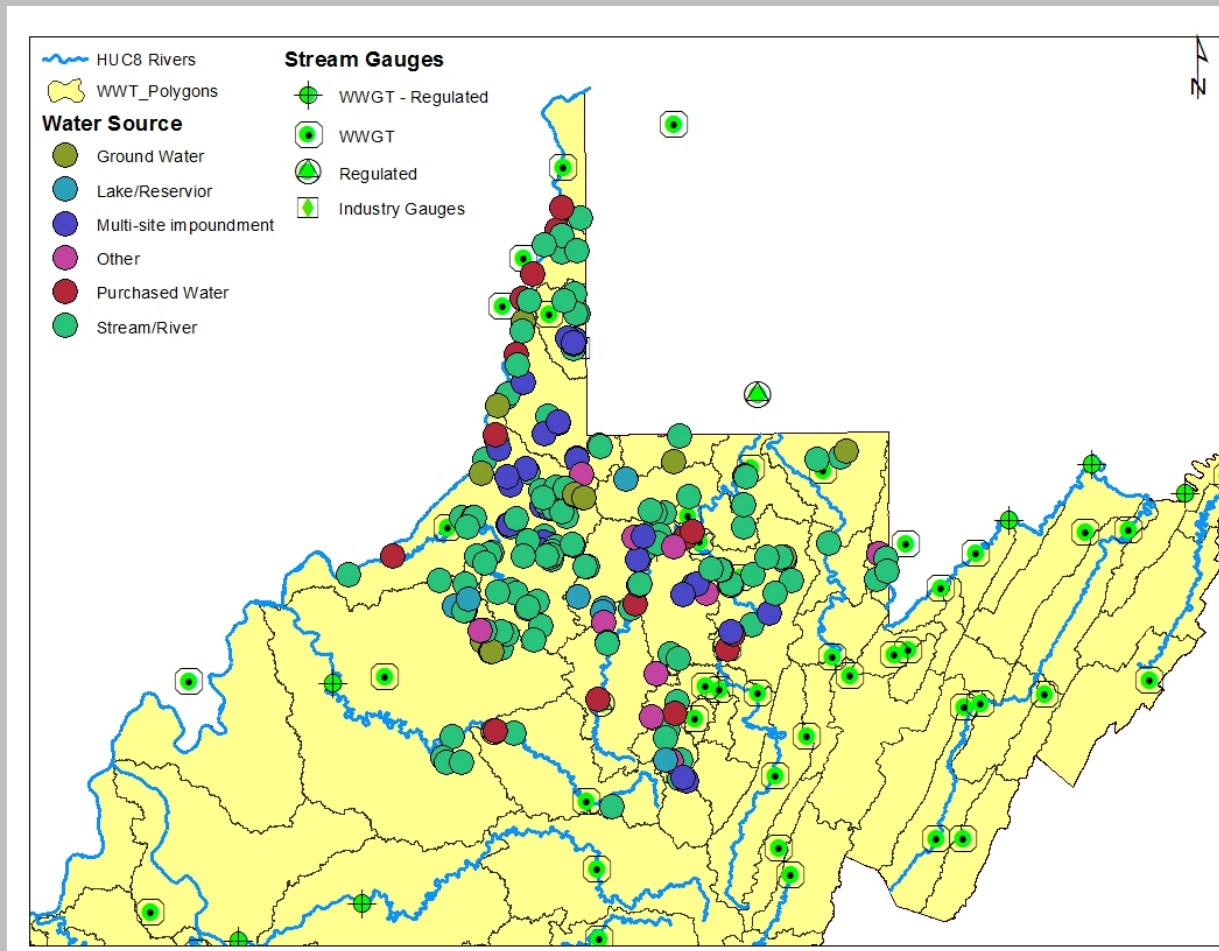 HUC8 Rivers
WWT_Polygons
Water Source
Ground Water
Lake/Reservior
Multi-site impoundment
Other
Purchased Water
Stream/River
Stream Gauges
WWGT - Regulated
WWGT
Regulated
Industry Gauges
N